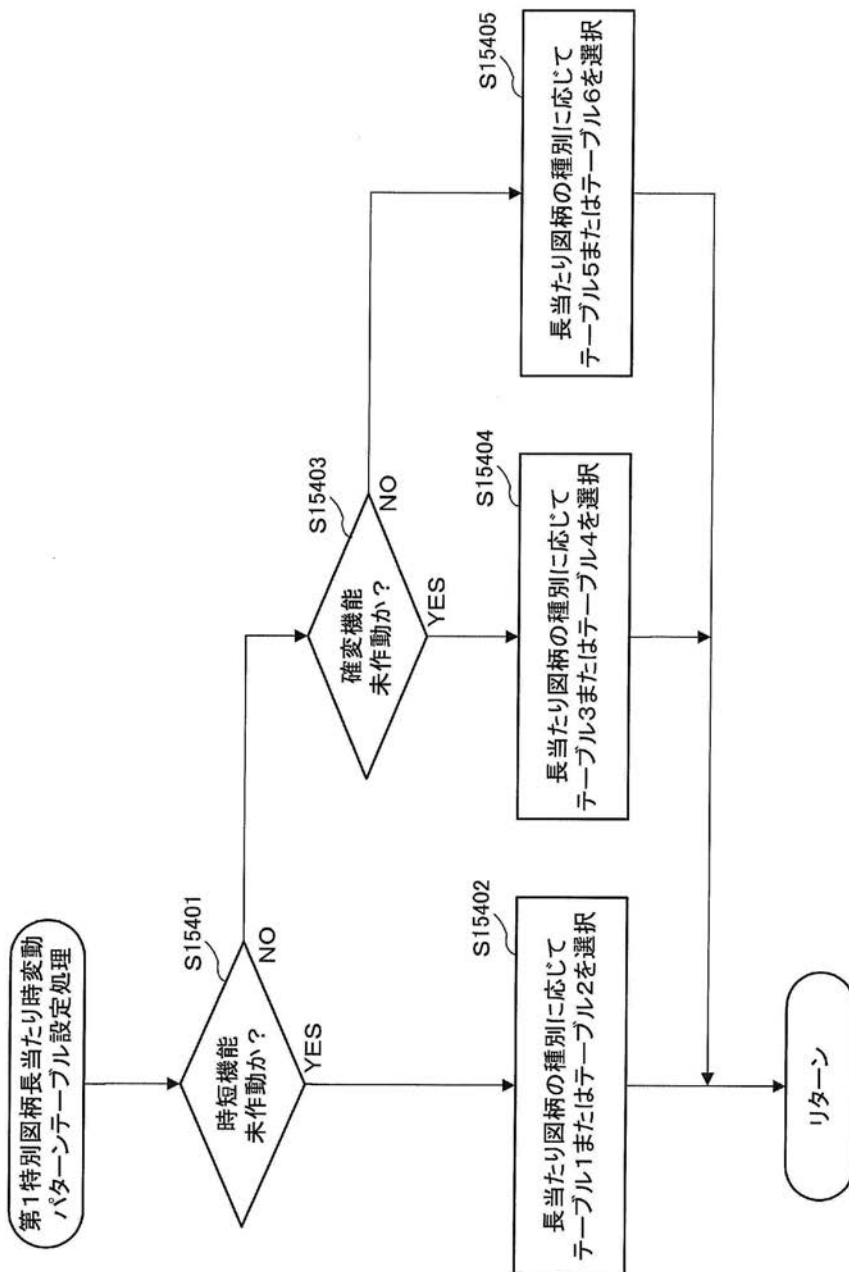 第1特別図柄長当たり時変動
パターンテーブル設定処理
S15401
時短機能
未作動か?
NO
YES
S15403
確変機能
未作動か?
NO
YES
S15402
長当たり図柄の種別に応じて
テーブル1またはテーブル2を選択
S15404
長当たり図柄の種別に応じて
テーブル3またはテーブル4を選択
S15405
長当たり図柄の種別に応じて
テーブル5またはテーブル6を選択
リターン